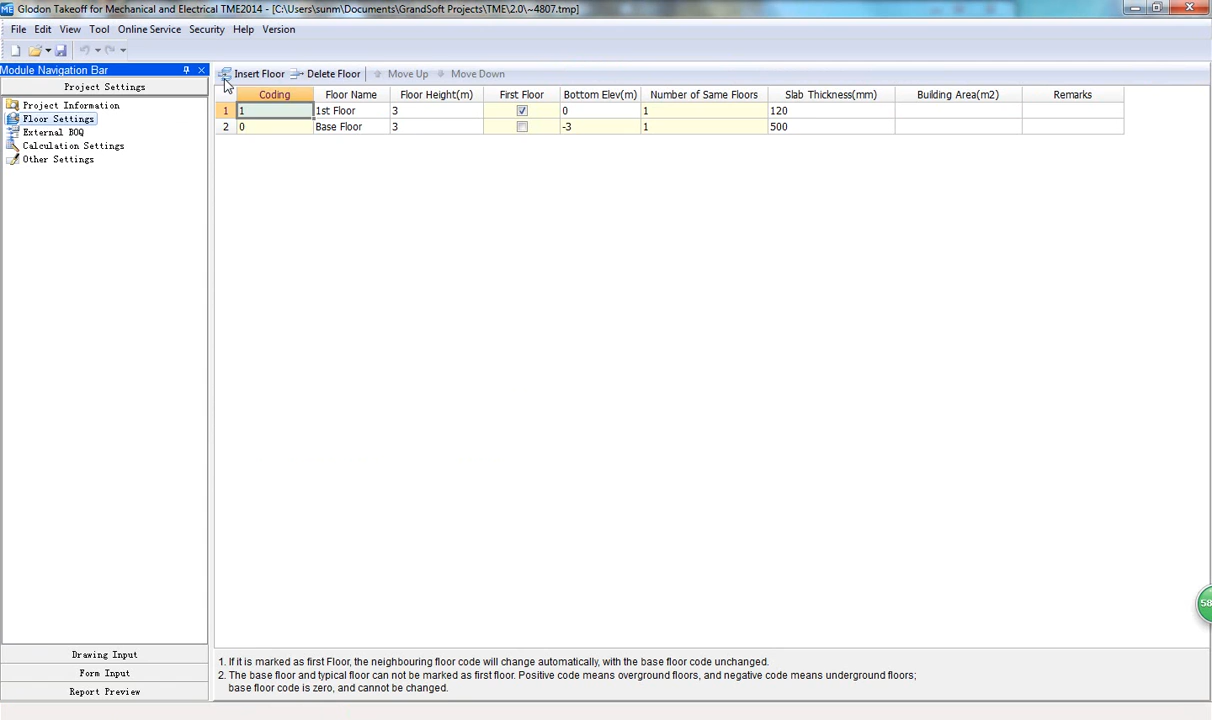 ME Glodon Takeoff for Mechanical and Electrical TME2014 - [C:\Users\sunm\Documents\GrandSoft Projects\TME\2.0\~4807.tmp]
File Edit View Tool Online Service Security Help Version
Module Navigation Bar
Insert Floor Delete Floor Move Up Move Down
Project Settings
Coding Floor Name Floor Height(m) First Floor Bottom Elev(m) Number of Same Floors Slab Thickness(mm) Building Area(m2) Remarks
Project Information
1 1 1st Floor 3 0 1 120
Floor Settings
2 0 Base Floor 3 -3 1 500
External BOQ
Calculation Settings
Other Settings
58
Drawing Input
Form Input
Report Preview
1. If it is marked as first Floor, the neighbouring floor code will change automatically, with the base floor code unchanged.
2. The base floor and typical floor can not be marked as first floor. Positive code means overground floors, and negative code means underground floors;
base floor code is zero, and cannot be changed.